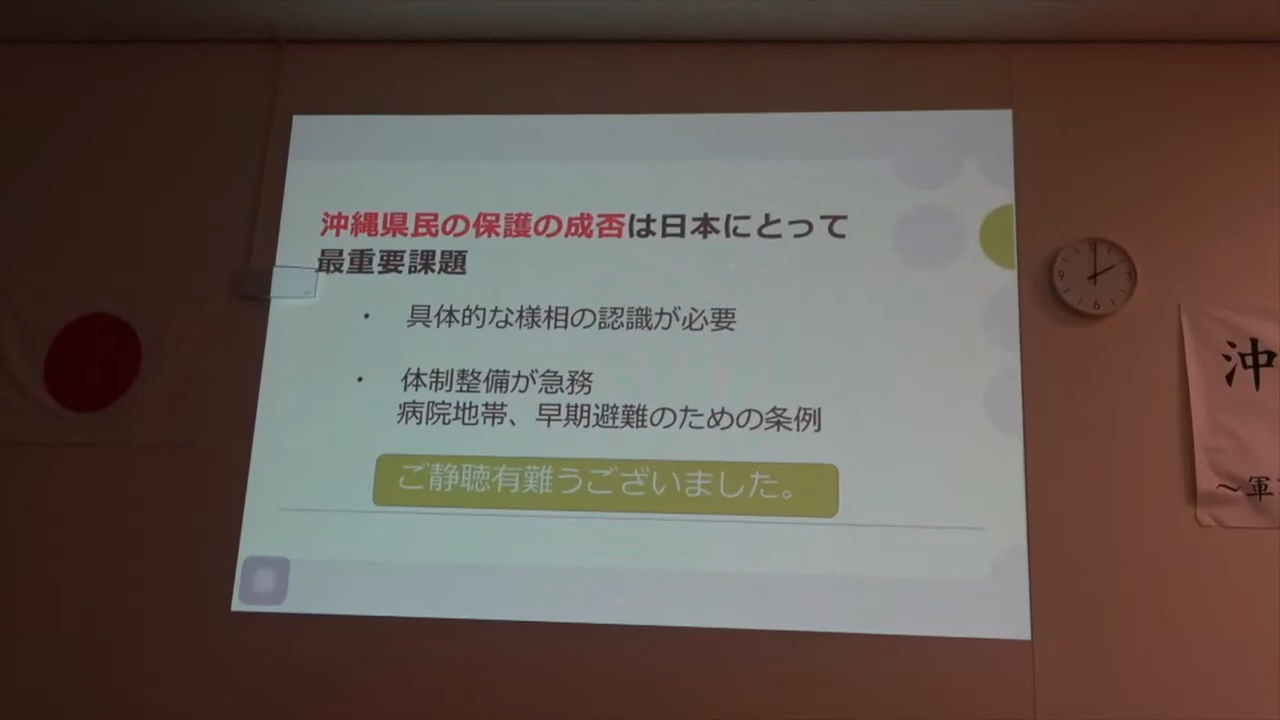 沖縄県民の保護の成否は日本にとって
最重要課題
・ 具体的な様相の認識が必要
・ 体制整備が急務
病院地帯、早期避難のための条例
ご静聴有難うございました。
沖
～軍